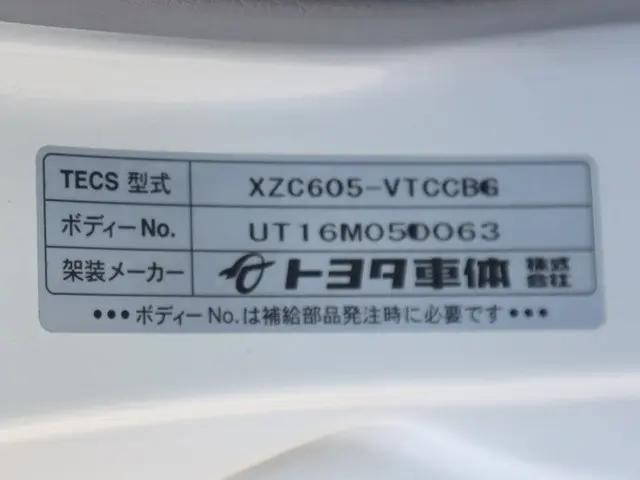 TECS 型式 XZC605-VTCCBG
ボディーNo. UT16M050063
架装メーカー トヨタ車体 株式会社
•••ボディーNo.は補給部品発注時に必要です•••